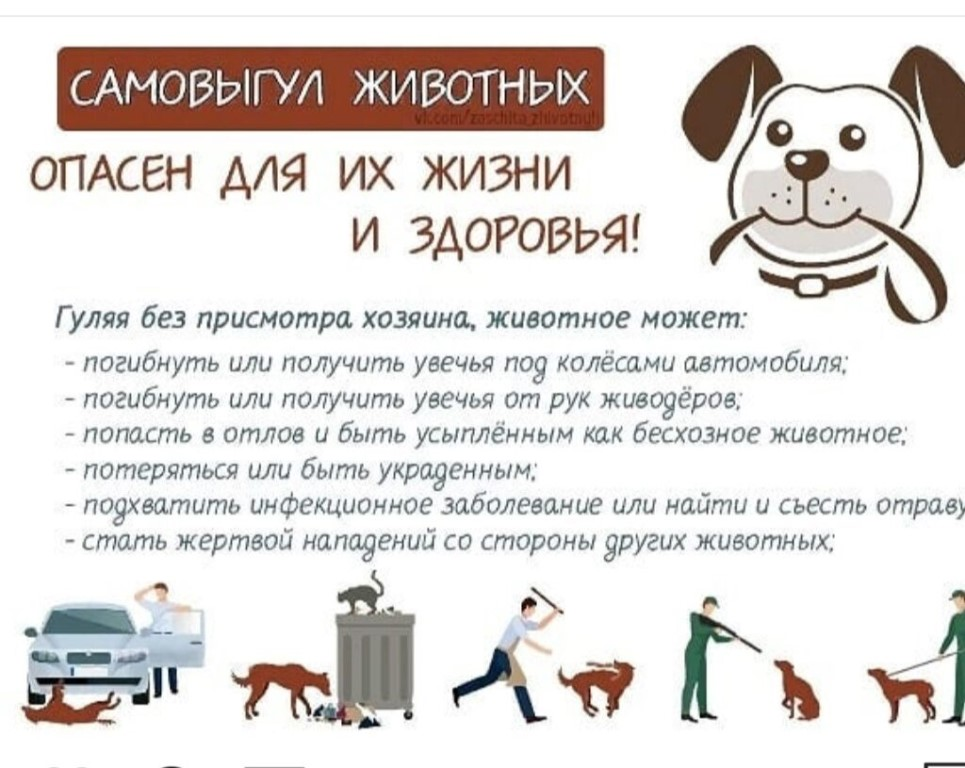 САМОВЫГУЛ ЖИВОТНЫХ
vk.com/zaschita_zhivotnyh
ОПАСЕН ДЛЯ ИХ ЖИЗНИ
И ЗДОРОВЬЯ!
Гуляя без присмотра хозяина, животное может:
- погибнуть или получить увечья под колёсами автомобиля;
- погибнуть или получить увечья от рук живодёров;
- попасть в отлов и быть усыплённым как бесхозное животное;
- потеряться или быть украденным;
- подхватить инфекционное заболевание или найти и съесть отраву
- стать жертвой нападений со стороны других животных;